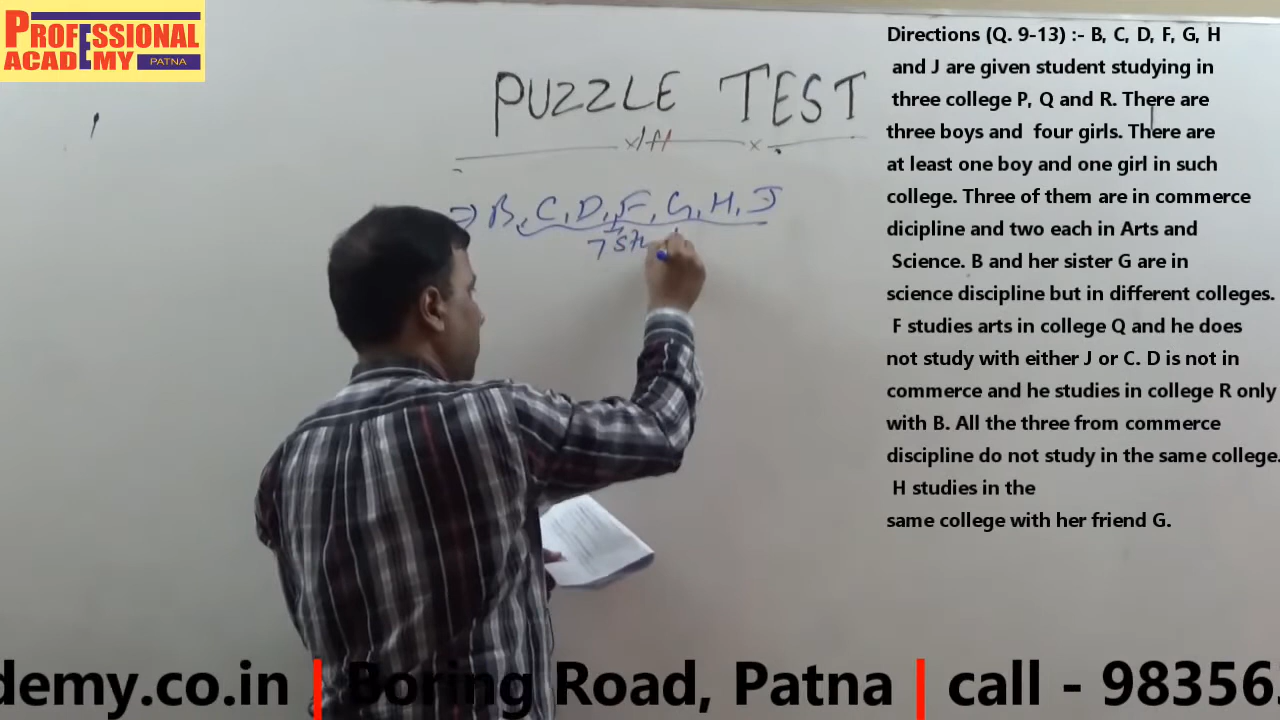 PROFESSIONAL
ACADEMY PATNA
PUZZLE TEST
⇒ B, C, D, F, G, H, J
7
Directions (Q. 9-13) :- B, C, D, F, G, H
and J are given student studying in
three college P, Q and R. There are
three boys and four girls. There are
at least one boy and one girl in such
college. Three of them are in commerce
dicipline and two each in Arts and
Science. B and her sister G are in
science discipline but in different colleges.
F studies arts in college Q and he does
not study with either J or C. D is not in
commerce and he studies in college R only
with B. All the three from commerce
discipline do not study in the same college.
H studies in the
same college with her friend G.
demy.co.in | Boring Road, Patna | call - 98356